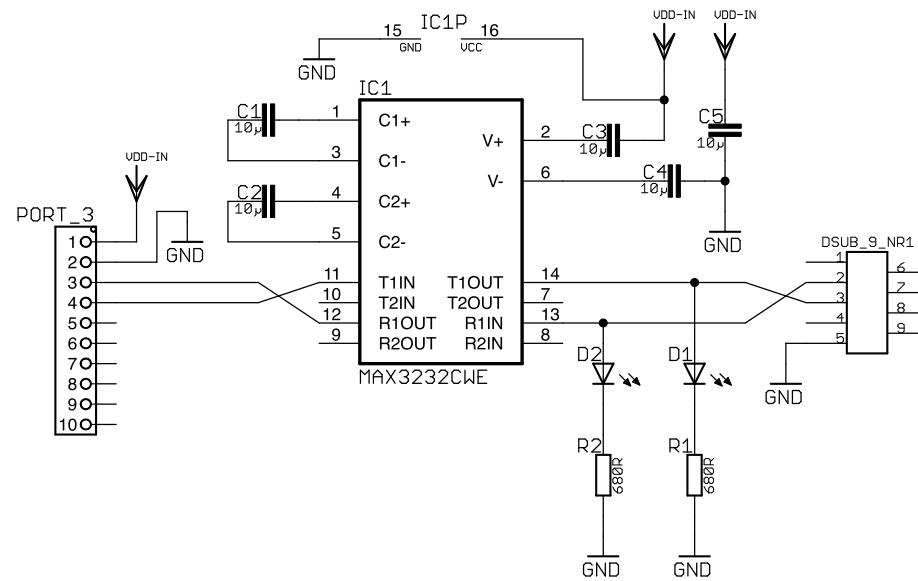 VDD-IN VDD-IN
IC1P
15 16
GND VCC
GND
IC1
C1 10µ 1 C1+
C5 10µ
2 V+ C3 10µ
3 C1-
VDD-IN
C2 10µ 4 C2+
6 V- C4 10µ
PORT_3
5 C2-
GND
GND
DSUB_9_NR1
1
2
3
4
5
6
7
8
9
10
11 T1IN T1OUT 14
10 T2IN T2OUT 7
12 R1OUT R1IN 13
9 R2OUT R2IN 8
MAX3232CWE
1
2
3
4
5
6
7
8
9
D2 D1
GND
R2 680R R1 680R
GND GND